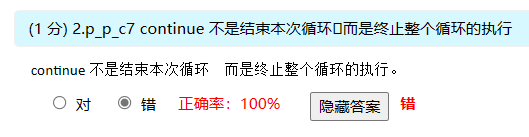 (1 分) 2.p_p_c7 continue 不是结束本次循环▯而是终止整个循环的执行
continue 不是结束本次循环 而是终止整个循环的执行。
对 错 正确率：100% 隐藏答案 错